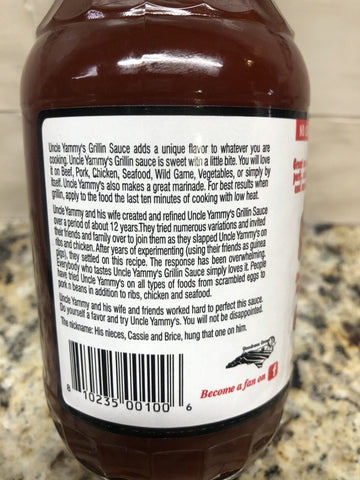 Uncle Yammy's Grillin Sauce adds a unique flavor to whatever you are
cooking. Uncle Yammy's Grillin sauce is sweet with a little bite. You will love
it on Beef, Pork, Chicken, Seafood, Wild Game, Vegetables, or simply by
itself. Uncle Yammy's also makes a great marinade. For best results when
grillin, apply to the food the last ten minutes of cooking with low heat.
Uncle Yammy and his wife created and refined Uncle Yammy's Grillin Sauce
over a period of about 12 years.They tried numerous variations and invited
their friends and family over to join them as they slapped Uncle Yammy's on
ribs and chicken. After years of experimenting (using their friends as guinea
pigs), they settled on this recipe. The response has been overwhelming.
Everybody who tastes Uncle Yammy's Grillin Sauce simply loves it. People
have tried Uncle Yammy's on all types of foods from scrambled eggs to
pork n beans in addition to ribs, chicken and seafood.
Uncle Yammy and his wife and friends worked hard to perfect this sauce.
Do yourself a favor and try Uncle Yammy's. You will not be disappointed.
The nickname: His nieces, Cassie and Brice, hung that one on him.
8 10235 00100 6
Become a fan on f